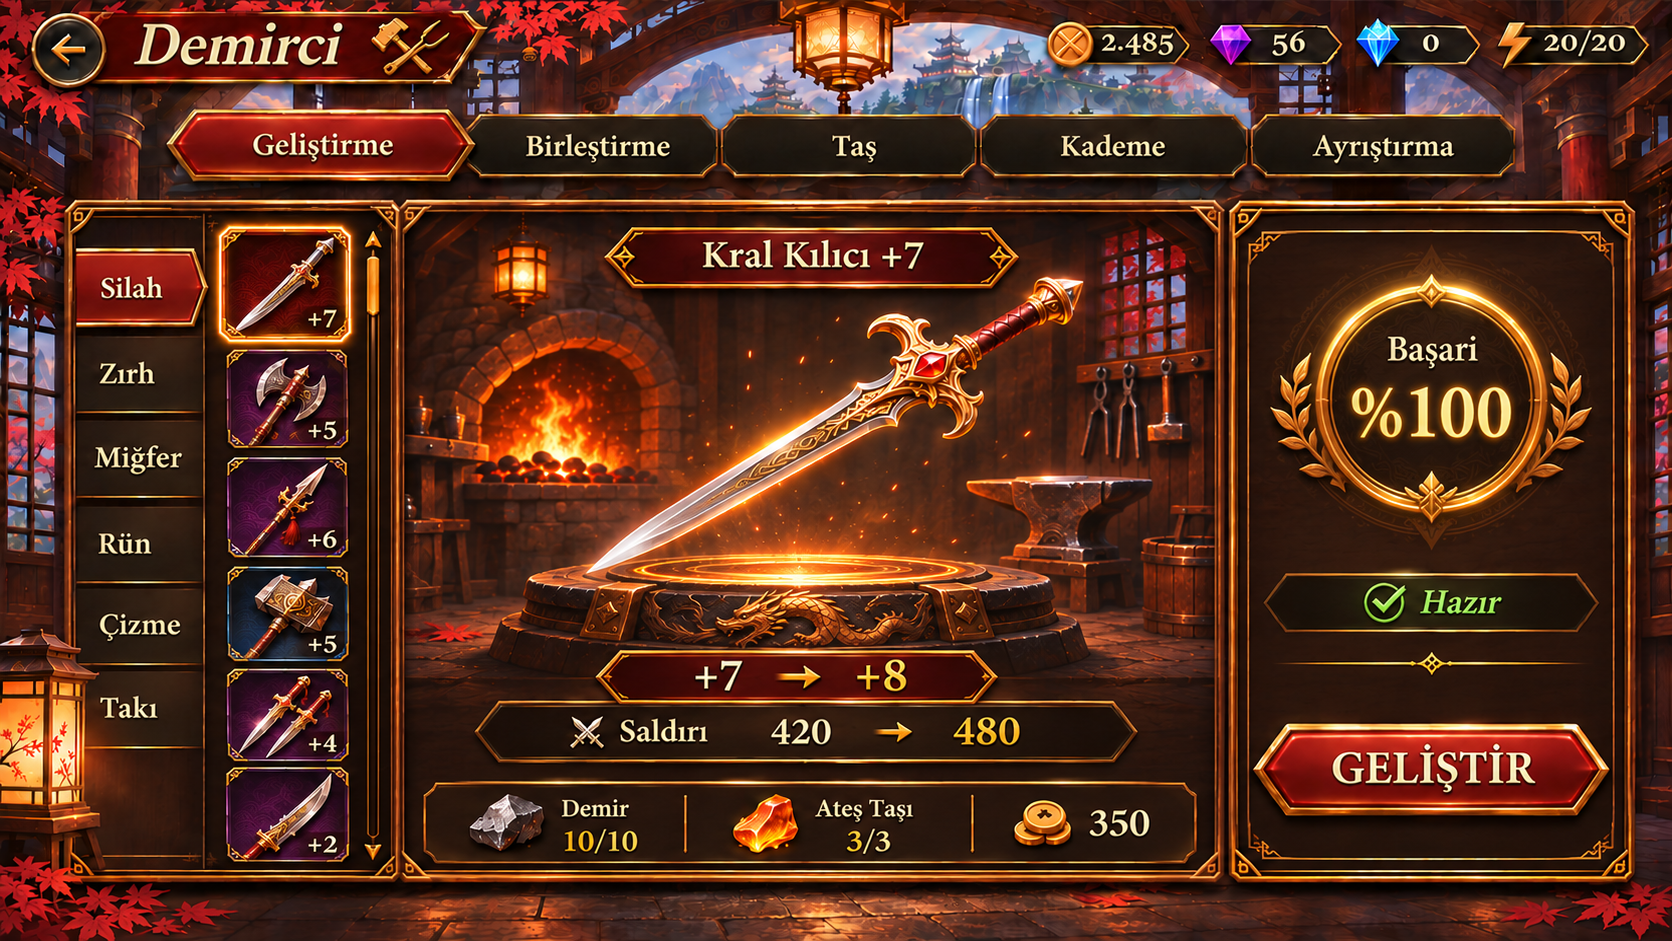 Demirci
2.485
56
0
20/20
Geliştirme
Birleştirme
Taş
Kademe
Ayrıştırma
Silah
Zırh
Miğfer
Rün
Çizme
Takı
+7
+5
+6
+5
+4
+2
Kral Kılıcı +7
+7 → +8
Saldırı 420 → 480
Demir
10/10
Ateş Taşı
3/3
350
Başari
%100
Hazır
GELİŞTİR